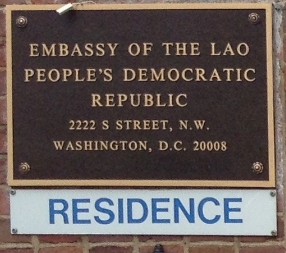 EMBASSY OF THE LAO
PEOPLE'S DEMOCRATIC
REPUBLIC
2222 S STREET, N.W.
WASHINGTON, D.C. 20008
RESIDENCE